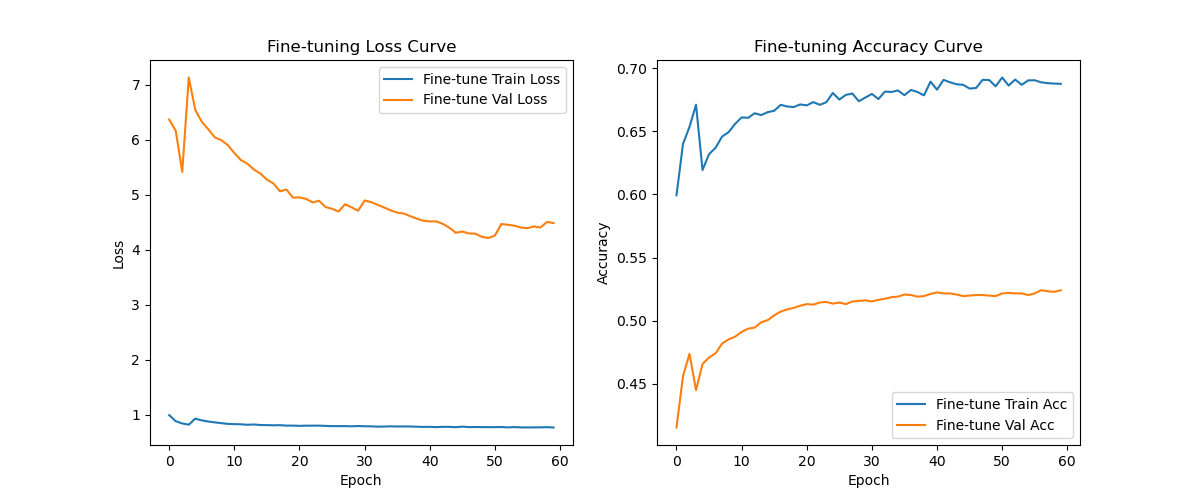 Fine-tuning Loss Curve
Fine-tune Train Loss
Fine-tune Val Loss
7
6
5
4
3
2
1
Loss
0 10 20 30 40 50 60
Epoch
Fine-tuning Accuracy Curve
0.70
0.65
0.60
0.55
0.50
0.45
Accuracy
Fine-tune Train Acc
Fine-tune Val Acc
0 10 20 30 40 50 60
Epoch